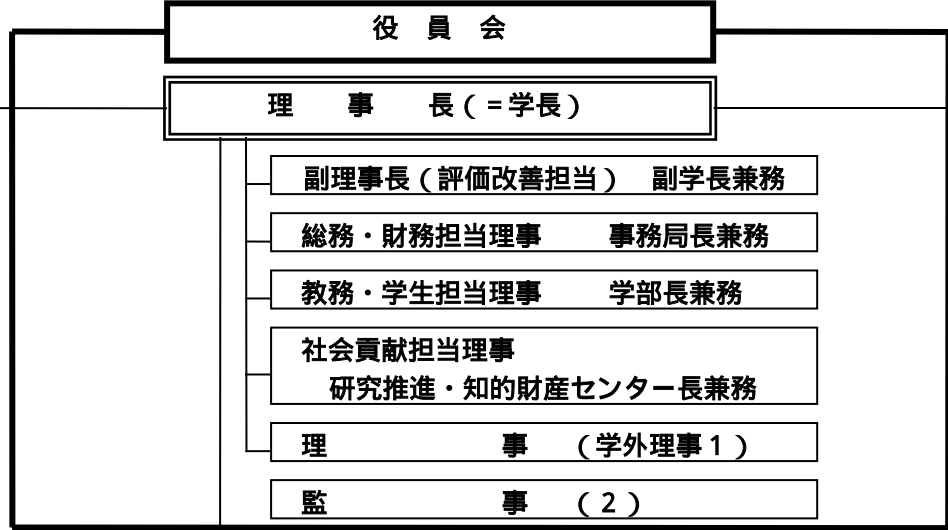 役 員 会
理 事 長(=学長)
副理事長(評価改善担当) 副学長兼務
総務・財務担当理事 事務局長兼務
教務・学生担当理事 学部長兼務
社会貢献担当理事
研究推進・知的財産センター長兼務
理 事 (学外理事1)
監 事 (2)